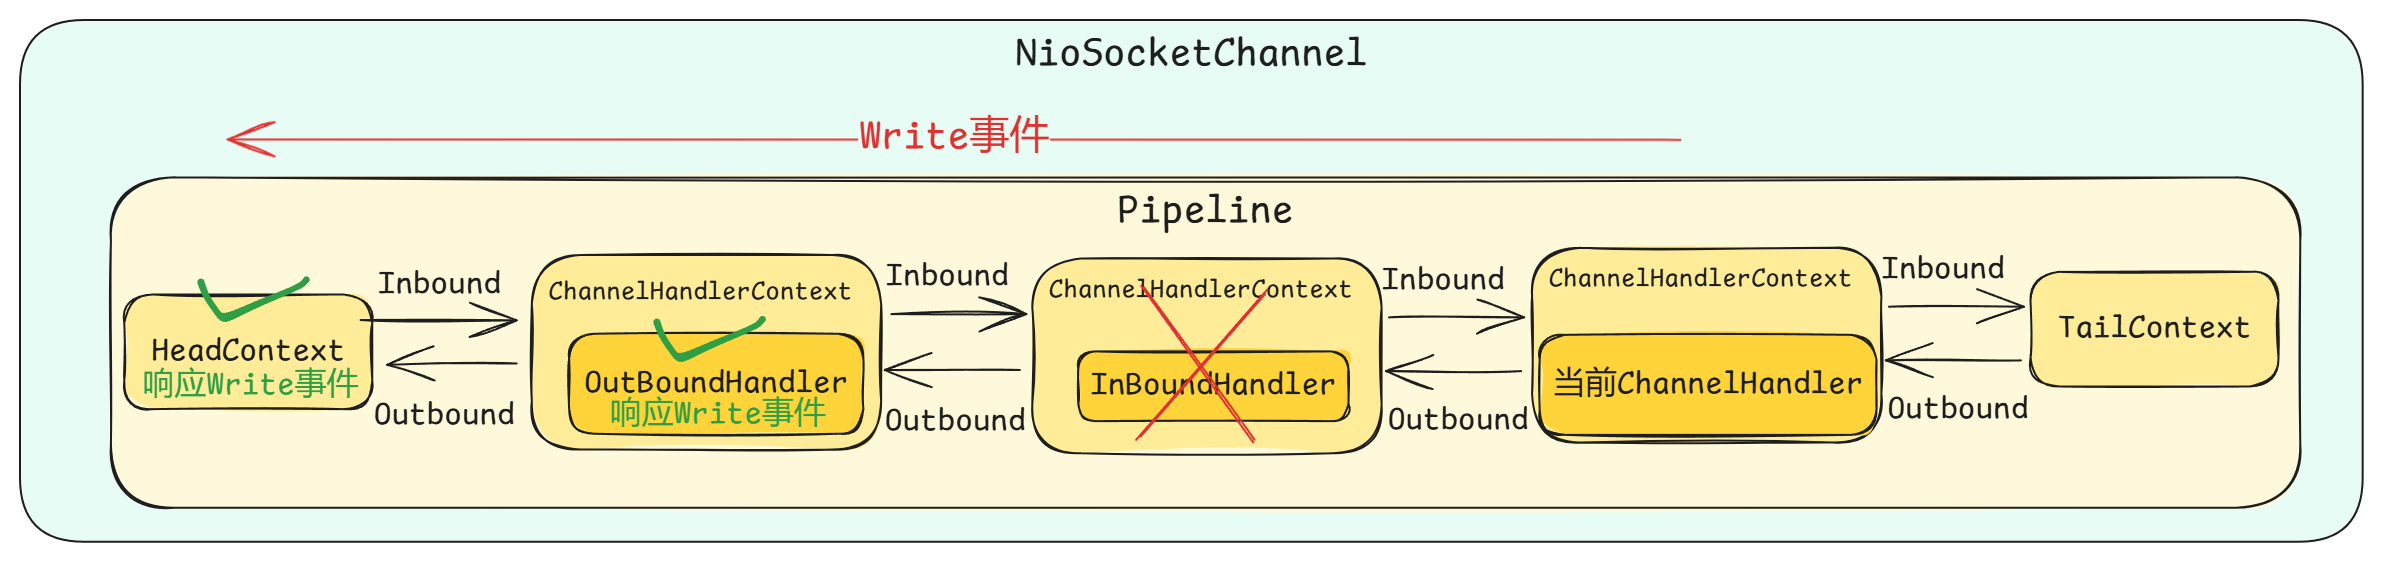 NioSocketChannel
Write事件
Pipeline
HeadContext
响应Write事件
Inbound
Outbound
ChannelHandlerContext
OutBoundHandler
响应Write事件
Inbound
Outbound
ChannelHandlerContext
InBoundHandler
Inbound
Outbound
ChannelHandlerContext
当前ChannelHandler
Inbound
Outbound
TailContext